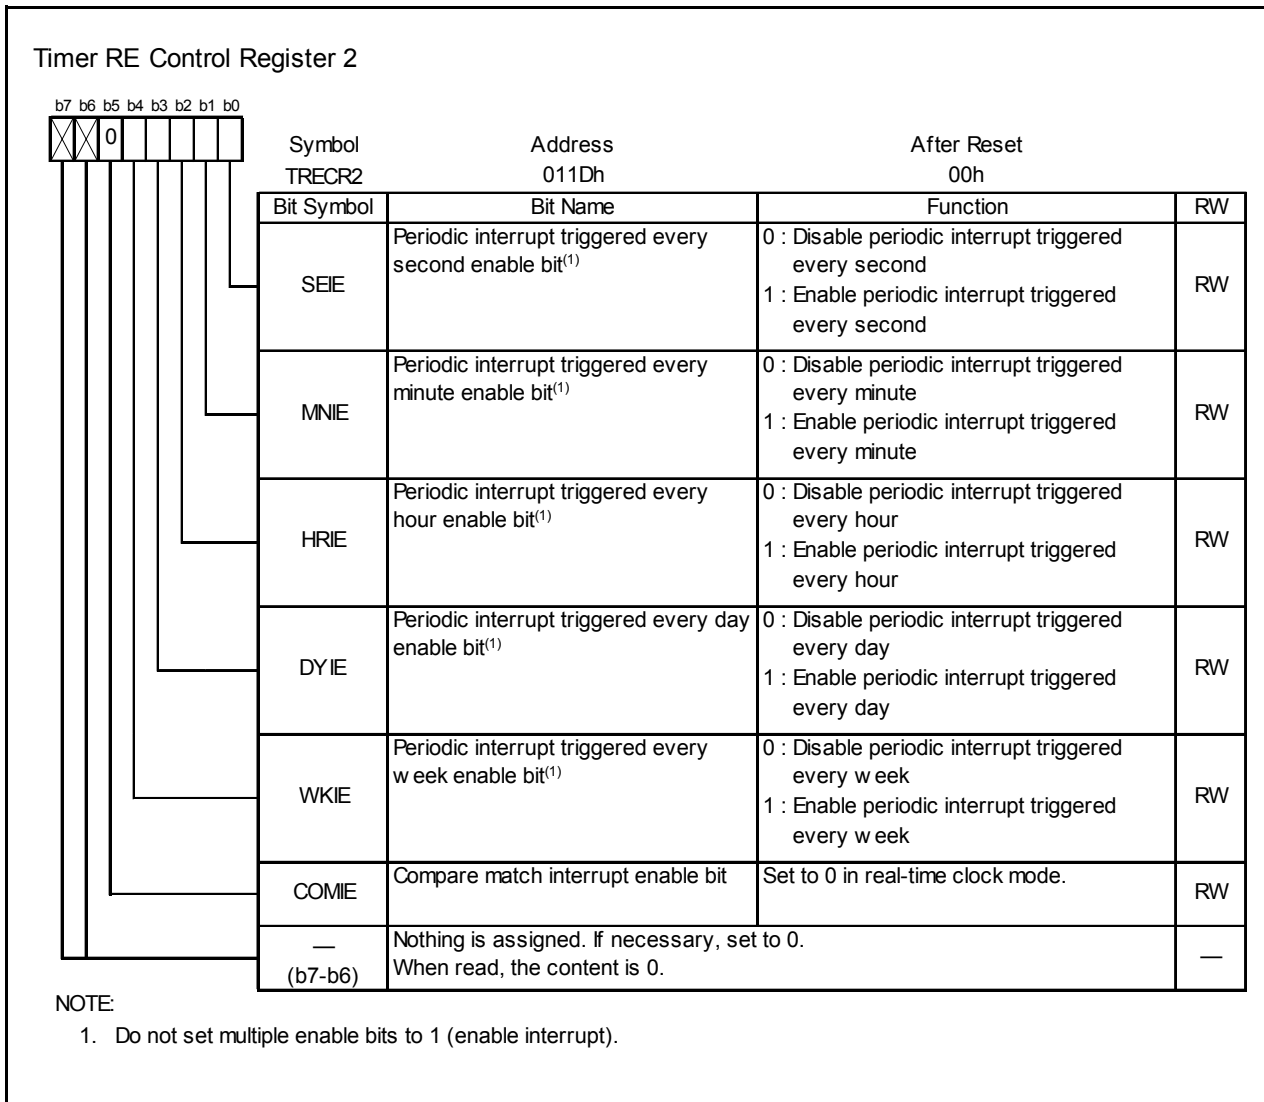 Timer RE Control Register 2
b7 b6 b5 b4 b3 b2 b1 b0
0
Symbol Address After Reset
TRECR2 011Dh 00h
Bit Symbol Bit Name Function RW
SEIE
Periodic interrupt triggered every
second enable bit(1)
0 : Disable periodic interrupt triggered
every second
1 : Enable periodic interrupt triggered
every second
RW
MNIE
Periodic interrupt triggered every
minute enable bit(1)
0 : Disable periodic interrupt triggered
every minute
1 : Enable periodic interrupt triggered
every minute
RW
HRIE
Periodic interrupt triggered every
hour enable bit(1)
0 : Disable periodic interrupt triggered
every hour
1 : Enable periodic interrupt triggered
every hour
RW
DYIE
Periodic interrupt triggered every day
enable bit(1)
0 : Disable periodic interrupt triggered
every day
1 : Enable periodic interrupt triggered
every day
RW
WKIE
Periodic interrupt triggered every
week enable bit(1)
0 : Disable periodic interrupt triggered
every week
1 : Enable periodic interrupt triggered
every week
RW
COMIE
Compare match interrupt enable bit
Set to 0 in real-time clock mode.
RW
—
(b7-b6)
Nothing is assigned. If necessary, set to 0.
When read, the content is 0.
—
NOTE:
1. Do not set multiple enable bits to 1 (enable interrupt).